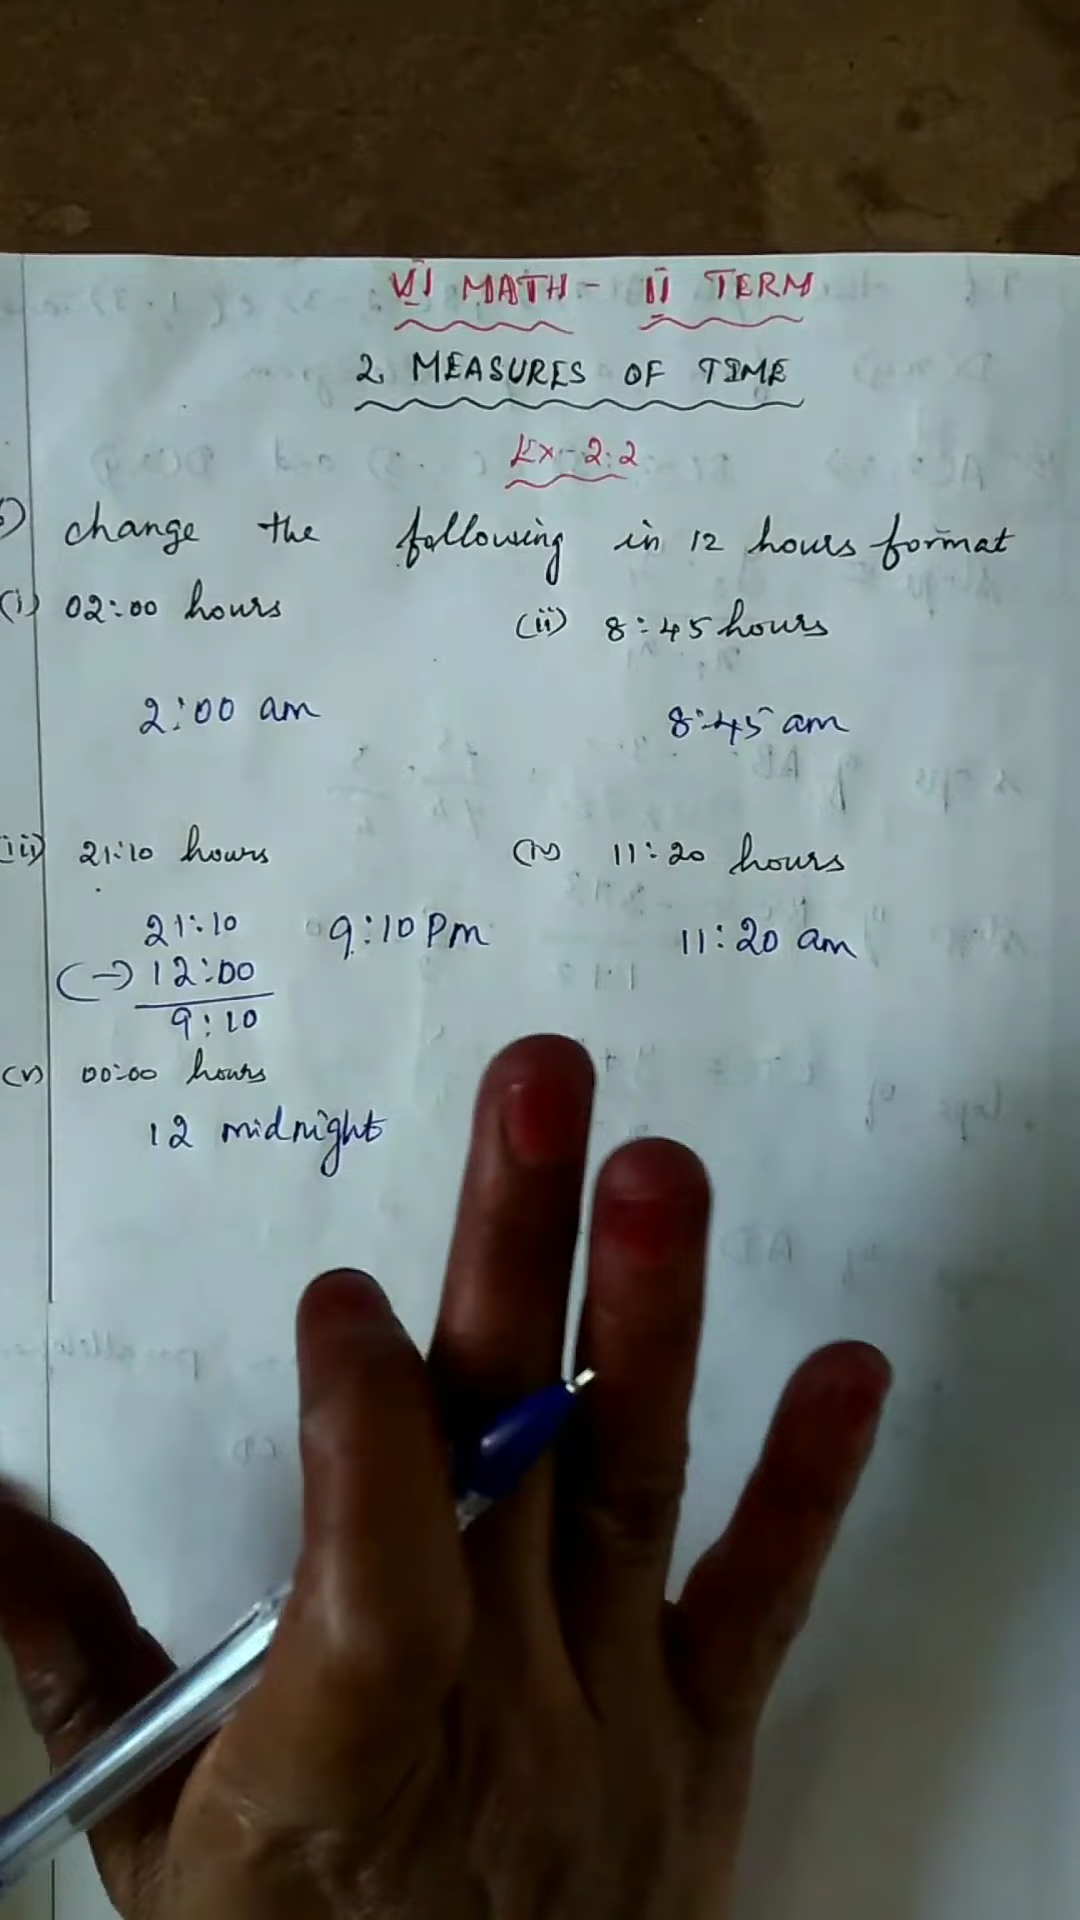 VI MATH - II TERM
2. MEASURES OF TIME
Ex-2.2
change the following in 12 hours format
(i) 02:00 hours (ii) 8:45 hours
2:00 am 8:45 am
(iii) 21:10 hours (iv) 11:20 hours
21:10 9:10 Pm 11:20 am
(-) 12:00
9:10
(v) 00:00 hours
12 midnight